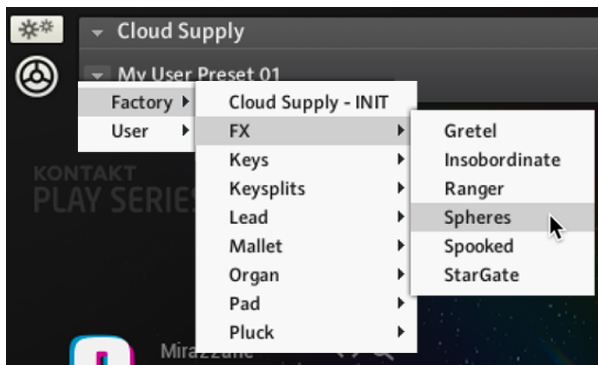 Cloud Supply
My User Preset 01
Factory
User
Cloud Supply - INIT
FX
Keys
Keysplits
Lead
Mallet
Organ
Pad
Pluck
Gretel
Insobordinate
Ranger
Spheres
Spooked
StarGate
KONTAKT
PLAY SERIES